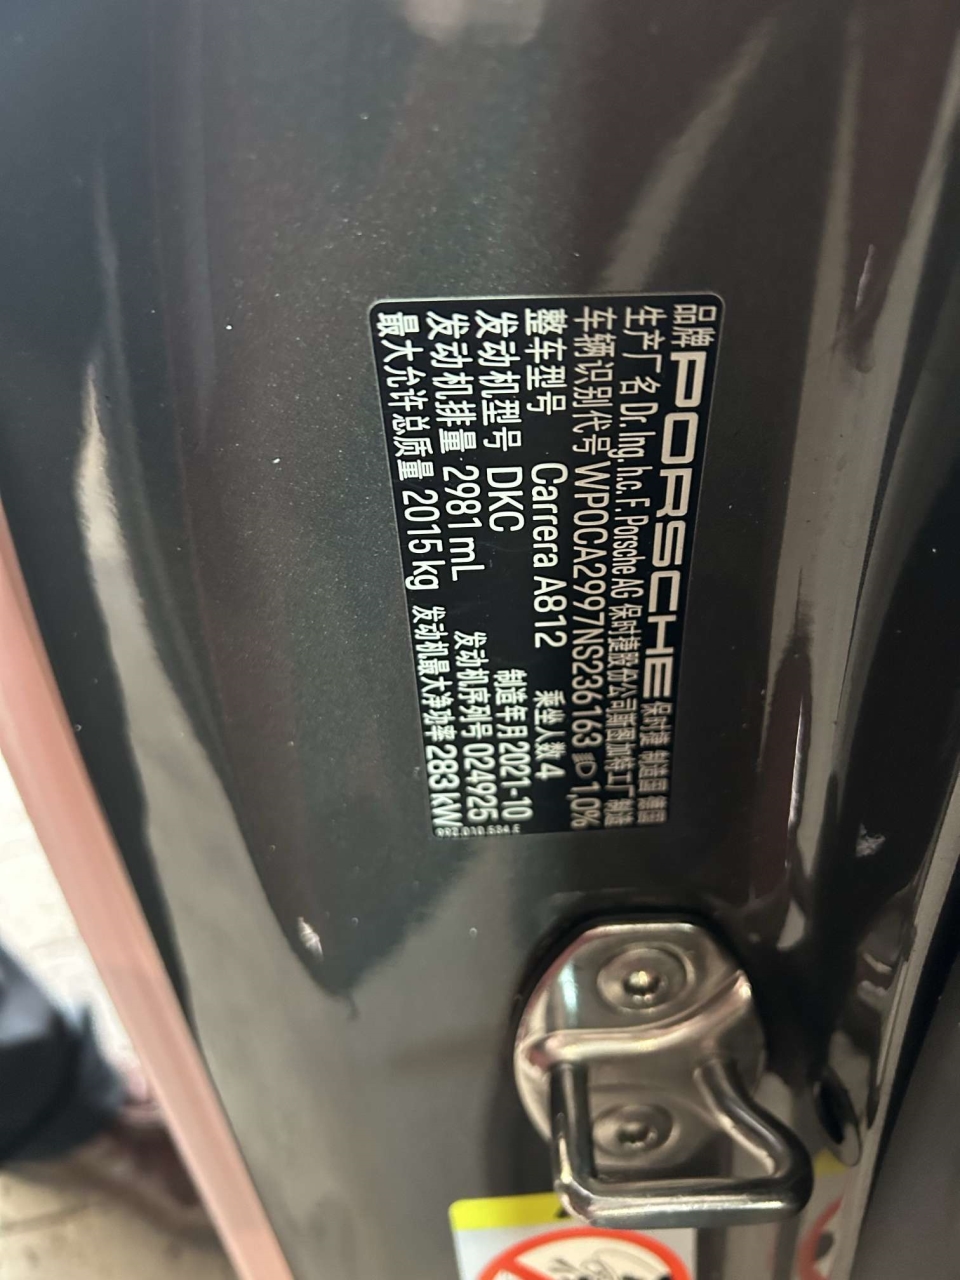 品牌 PORSCHE 保时捷 制造国 德国
生产厂名 Dr. Ing. h.c. F. Porsche AG 保时捷股份公司斯图加特工厂制造
车辆识别代号 WP0CA2997NS236163 1,0%
整车型号 Carrera A812 乘坐人数 4
发动机型号 DKC 制造年月 2021-10
发动机排量 2981 mL 发动机序列号 024925
最大允许总质量 2015 kg 发动机最大净功率 283 kW
992.010.534.E